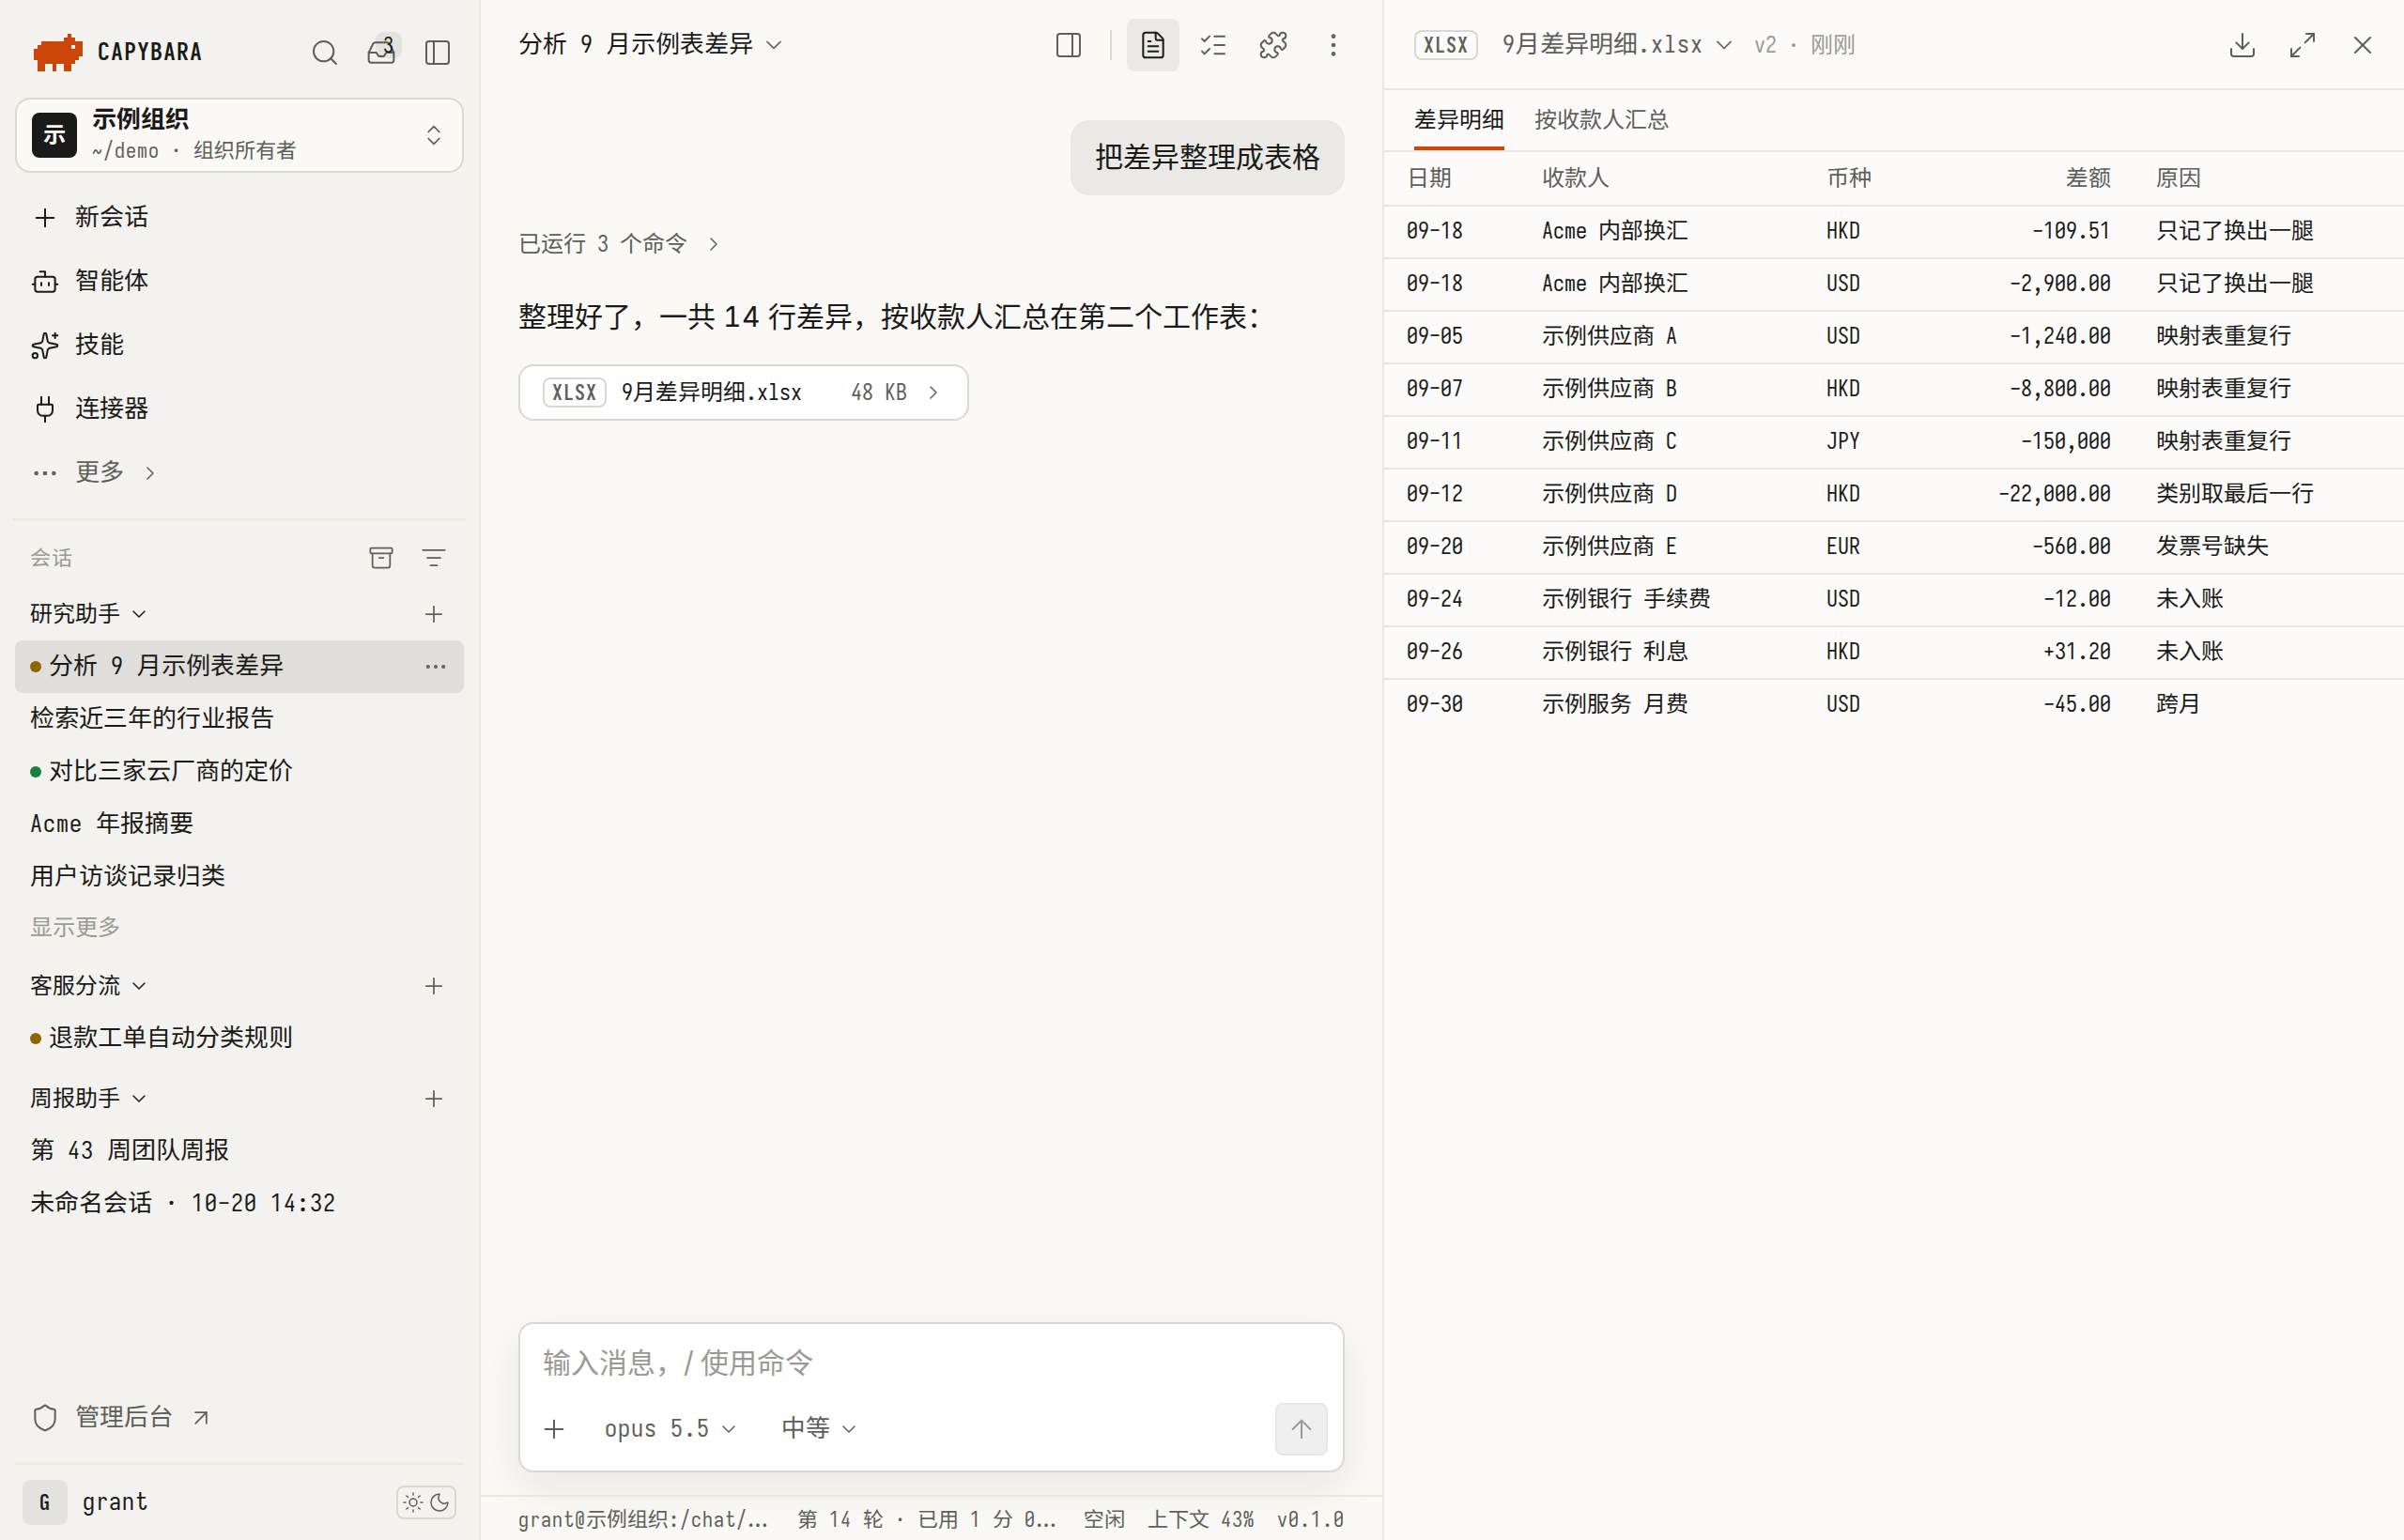 CAPYBARA
3
示
示例组织
~/demo · 组织所有者
新会话
智能体
技能
连接器
更多
会话
研究助手
分析 9 月示例表差异
检索近三年的行业报告
对比三家云厂商的定价
Acme 年报摘要
用户访谈记录归类
显示更多
客服分流
退款工单自动分类规则
周报助手
第 43 周团队周报
未命名会话 · 10-20 14:32
管理后台
G grant
分析 9 月示例表差异
把差异整理成表格
已运行 3 个命令
整理好了，一共 14 行差异，按收款人汇总在第二个工作表：
XLSX 9月差异明细.xlsx 48 KB
输入消息，/ 使用命令
opus 5.5 中等
grant@示例组织:/chat/… 第 14 轮 · 已用 1 分 0… 空闲 上下文 43% v0.1.0
XLSX 9月差异明细.xlsx v2 · 刚刚
差异明细 按收款人汇总
日期 收款人 币种 差额 原因
09-18 Acme 内部换汇 HKD -109.51 只记了换出一腿
09-18 Acme 内部换汇 USD -2,900.00 只记了换出一腿
09-05 示例供应商 A USD -1,240.00 映射表重复行
09-07 示例供应商 B HKD -8,800.00 映射表重复行
09-11 示例供应商 C JPY -150,000 映射表重复行
09-12 示例供应商 D HKD -22,000.00 类别取最后一行
09-20 示例供应商 E EUR -560.00 发票号缺失
09-24 示例银行 手续费 USD -12.00 未入账
09-26 示例银行 利息 HKD +31.20 未入账
09-30 示例服务 月费 USD -45.00 跨月